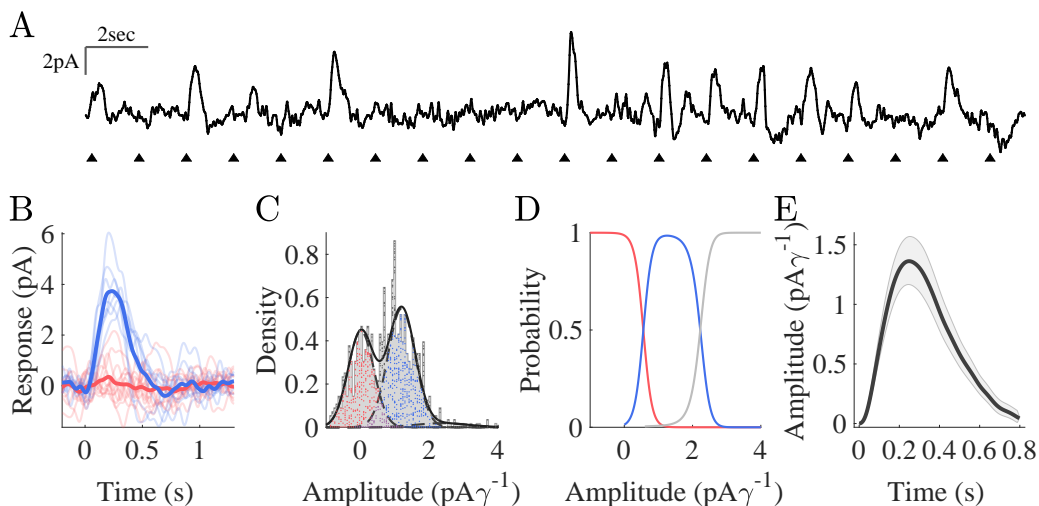 A
2sec
2pA
B
Response (pA)
6
4
2
0
0 0.5 1
Time (s)
C
Density
0.8
0.6
0.4
0.2
0
0 2 4
Amplitude (pAγ⁻¹)
D
Probability
1
0.5
0
0 2 4
Amplitude (pAγ⁻¹)
E
Amplitude (pAγ⁻¹)
1.5
1
0.5
0
0 0.2 0.4 0.6 0.8
Time (s)